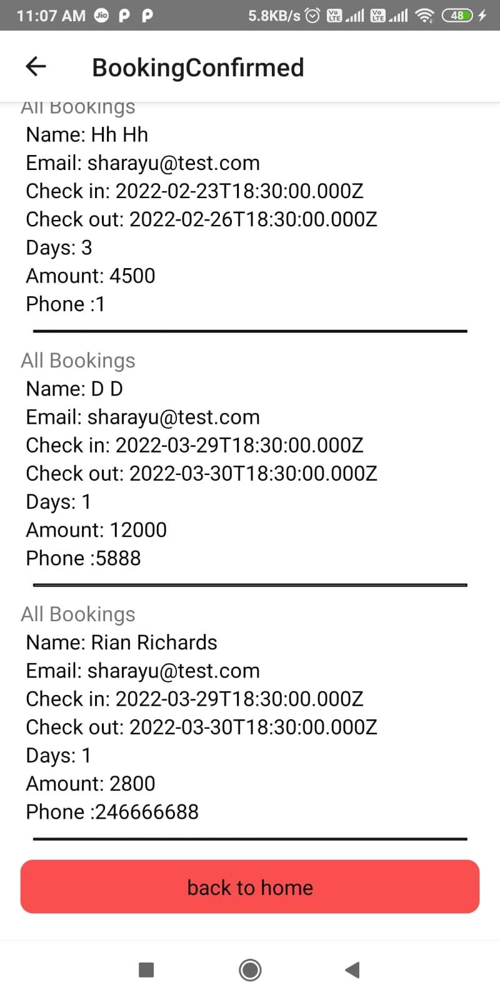 11:07 AM Jio P P 5.8KB/s Vo LTE Vo LTE 48
BookingConfirmed
All Bookings
Name: Hh Hh
Email: sharayu@test.com
Check in: 2022-02-23T18:30:00.000Z
Check out: 2022-02-26T18:30:00.000Z
Days: 3
Amount: 4500
Phone :1
All Bookings
Name: D D
Email: sharayu@test.com
Check in: 2022-03-29T18:30:00.000Z
Check out: 2022-03-30T18:30:00.000Z
Days: 1
Amount: 12000
Phone :5888
All Bookings
Name: Rian Richards
Email: sharayu@test.com
Check in: 2022-03-29T18:30:00.000Z
Check out: 2022-03-30T18:30:00.000Z
Days: 1
Amount: 2800
Phone :246666688
back to home